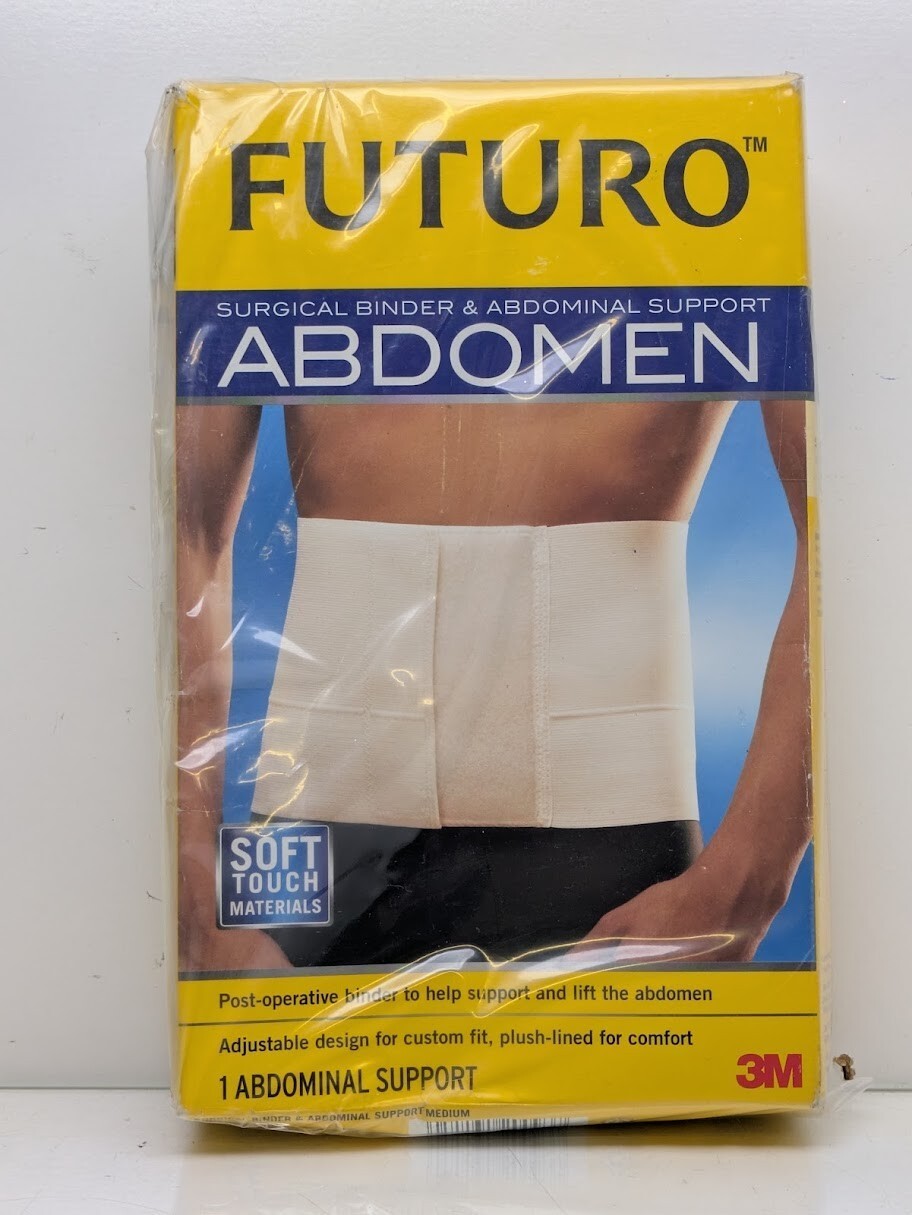 FUTURO™
SURGICAL BINDER & ABDOMINAL SUPPORT
ABDOMEN
SOFT
TOUCH
MATERIALS
Post-operative binder to help support and lift the abdomen
Adjustable design for custom fit, plush-lined for comfort
1 ABDOMINAL SUPPORT
3M
BINDER & ABDOMINAL SUPPORT MEDIUM